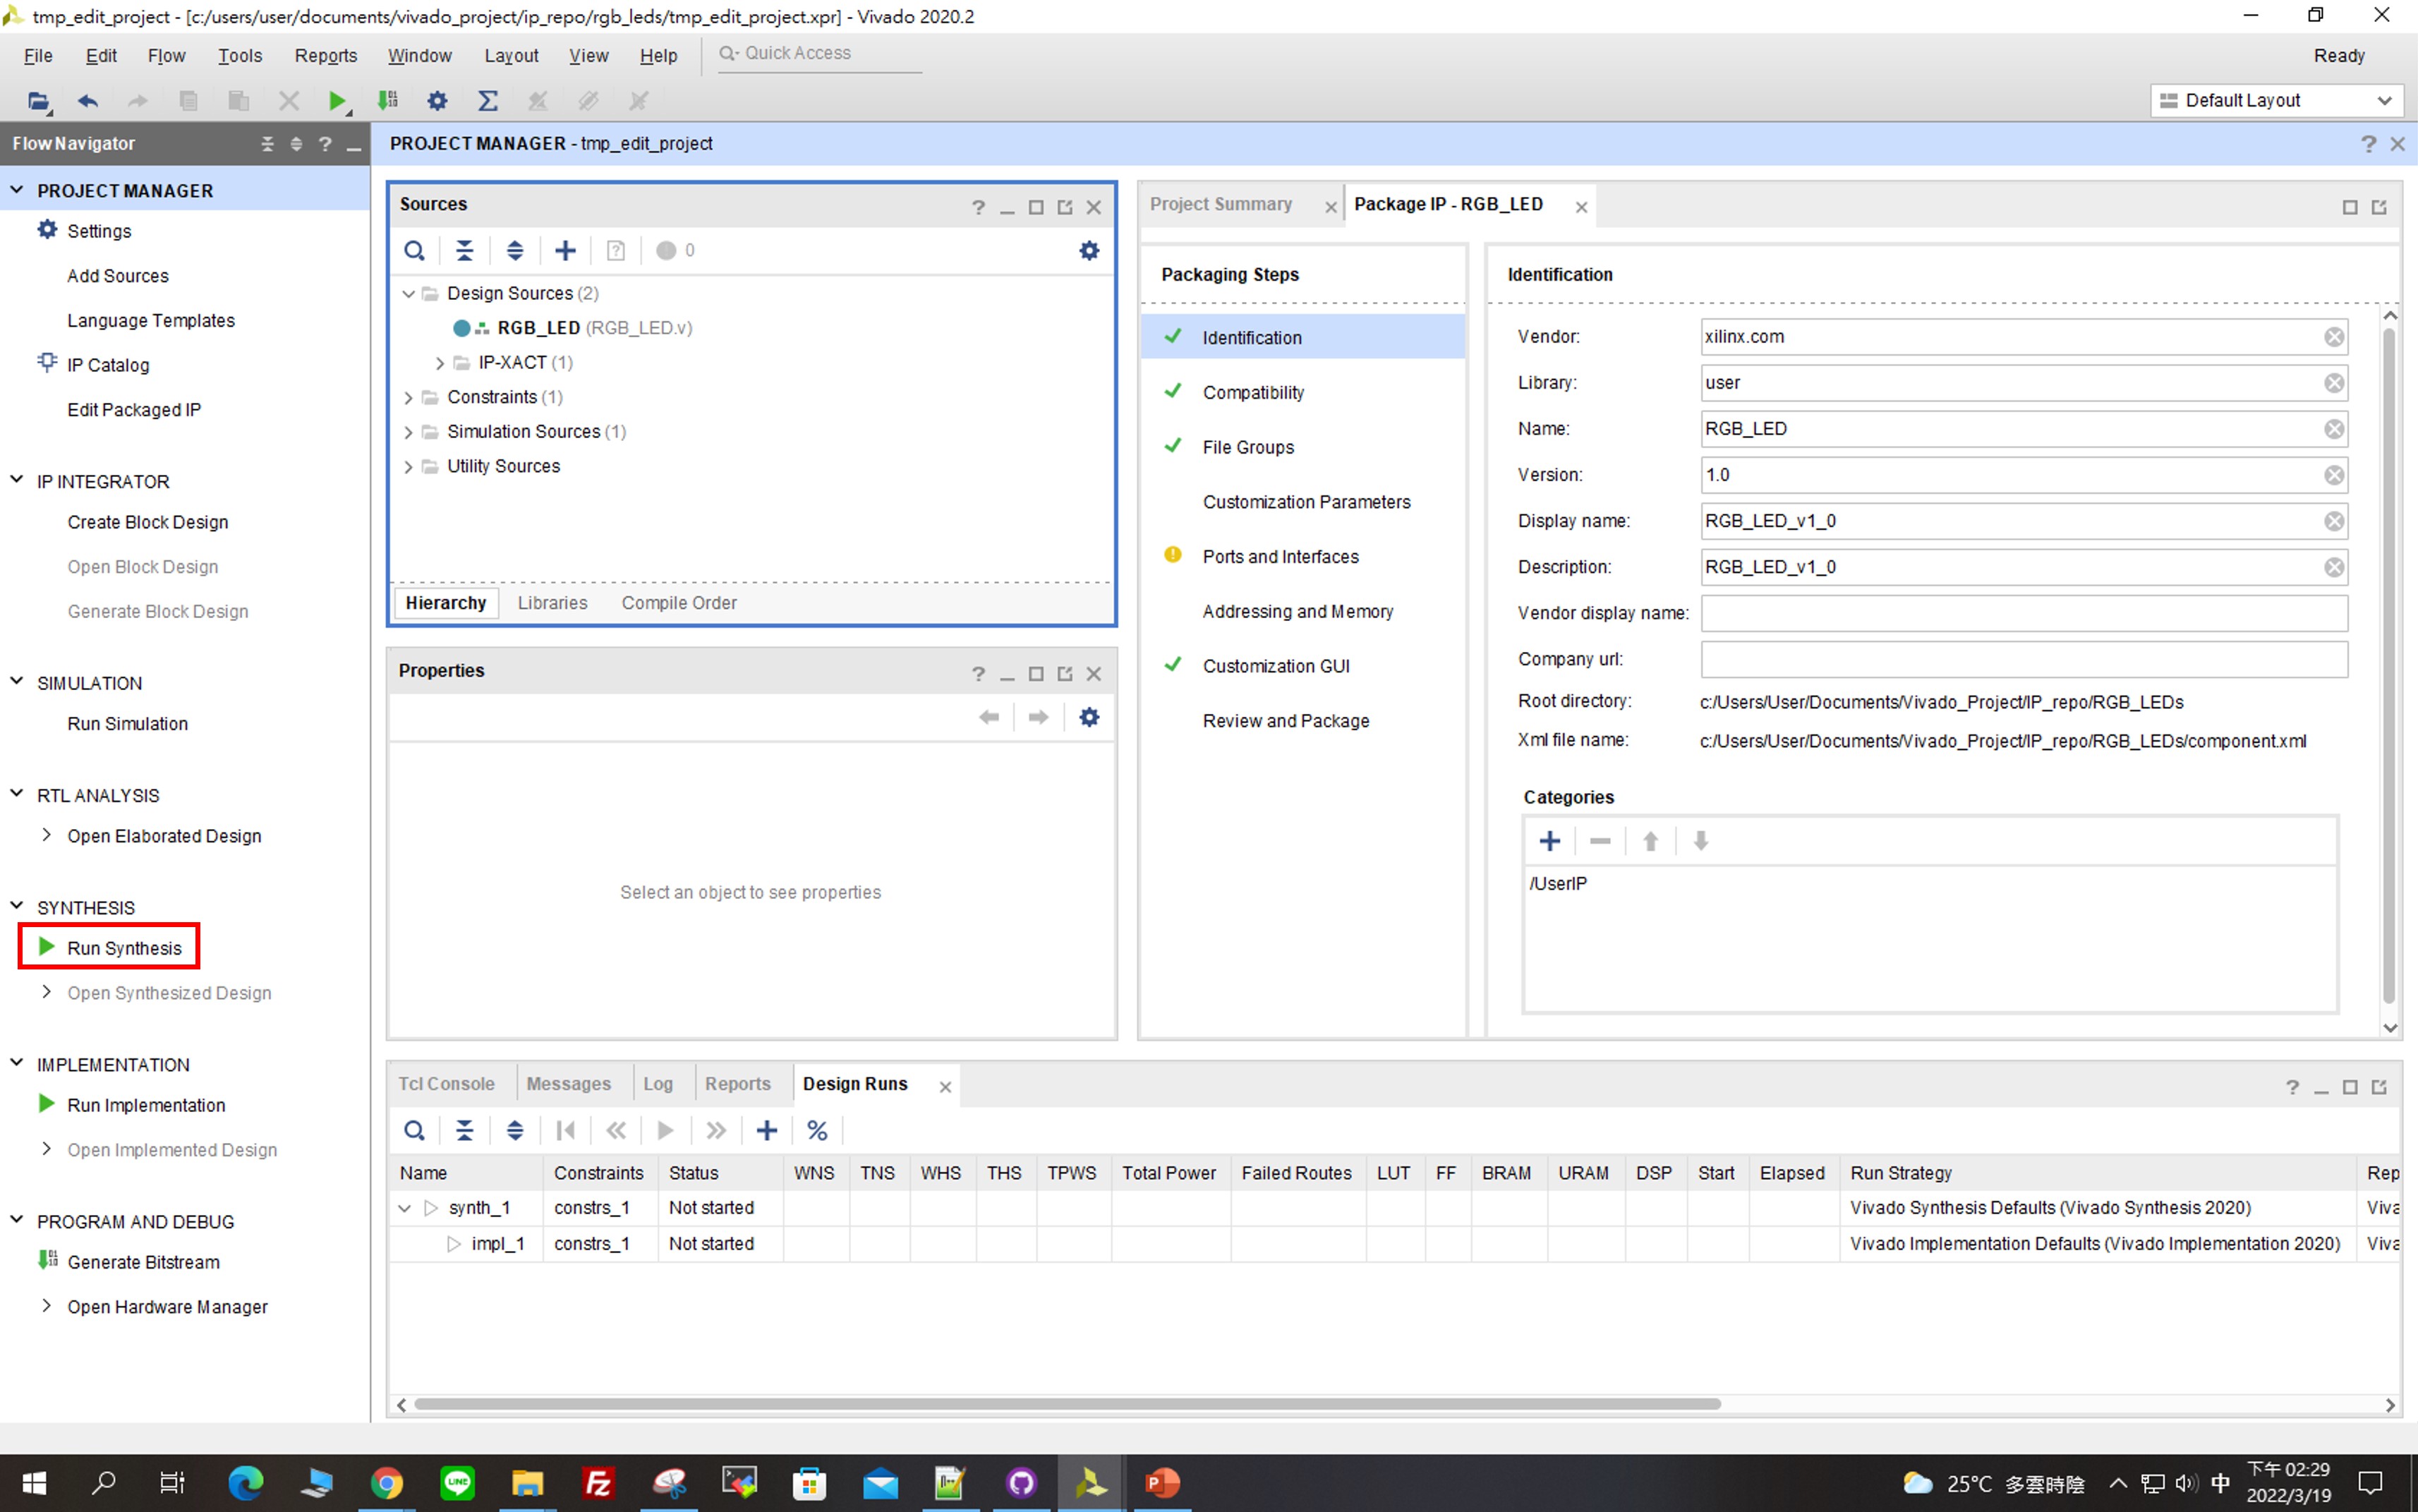 tmp_edit_project - [c:/users/user/documents/vivado_project/ip_repo/rgb_leds/tmp_edit_project.xpr] - Vivado 2020.2
File Edit Flow Tools Reports Window Layout View Help Quick Access Ready
Default Layout
Flow Navigator
PROJECT MANAGER
Settings
Add Sources
Language Templates
IP Catalog
Edit Packaged IP
IP INTEGRATOR
Create Block Design
Open Block Design
Generate Block Design
SIMULATION
Run Simulation
RTL ANALYSIS
Open Elaborated Design
SYNTHESIS
Run Synthesis
Open Synthesized Design
IMPLEMENTATION
Run Implementation
Open Implemented Design
PROGRAM AND DEBUG
Generate Bitstream
Open Hardware Manager
PROJECT MANAGER - tmp_edit_project
Sources
0
Design Sources (2)
RGB_LED (RGB_LED.v)
IP-XACT (1)
Constraints (1)
Simulation Sources (1)
Utility Sources
Hierarchy Libraries Compile Order
Properties
Select an object to see properties
Project Summary Package IP - RGB_LED
Packaging Steps
Identification
Compatibility
File Groups
Customization Parameters
Ports and Interfaces
Addressing and Memory
Customization GUI
Review and Package
Identification
Vendor: xilinx.com
Library: user
Name: RGB_LED
Version: 1.0
Display name: RGB_LED_v1_0
Description: RGB_LED_v1_0
Vendor display name:
Company url:
Root directory: c:/Users/User/Documents/Vivado_Project/IP_repo/RGB_LEDs
Xml file name: c:/Users/User/Documents/Vivado_Project/IP_repo/RGB_LEDs/component.xml
Categories
/UserIP
Tcl Console Messages Log Reports Design Runs
Name Constraints Status WNS TNS WHS THS TPWS Total Power Failed Routes LUT FF BRAM URAM DSP Start Elapsed Run Strategy Rep
synth_1 constrs_1 Not started Vivado Synthesis Defaults (Vivado Synthesis 2020) Viva
impl_1 constrs_1 Not started Vivado Implementation Defaults (Vivado Implementation 2020) Viva
25°C 多雲時陰 中 下午 02:29
2022/3/19